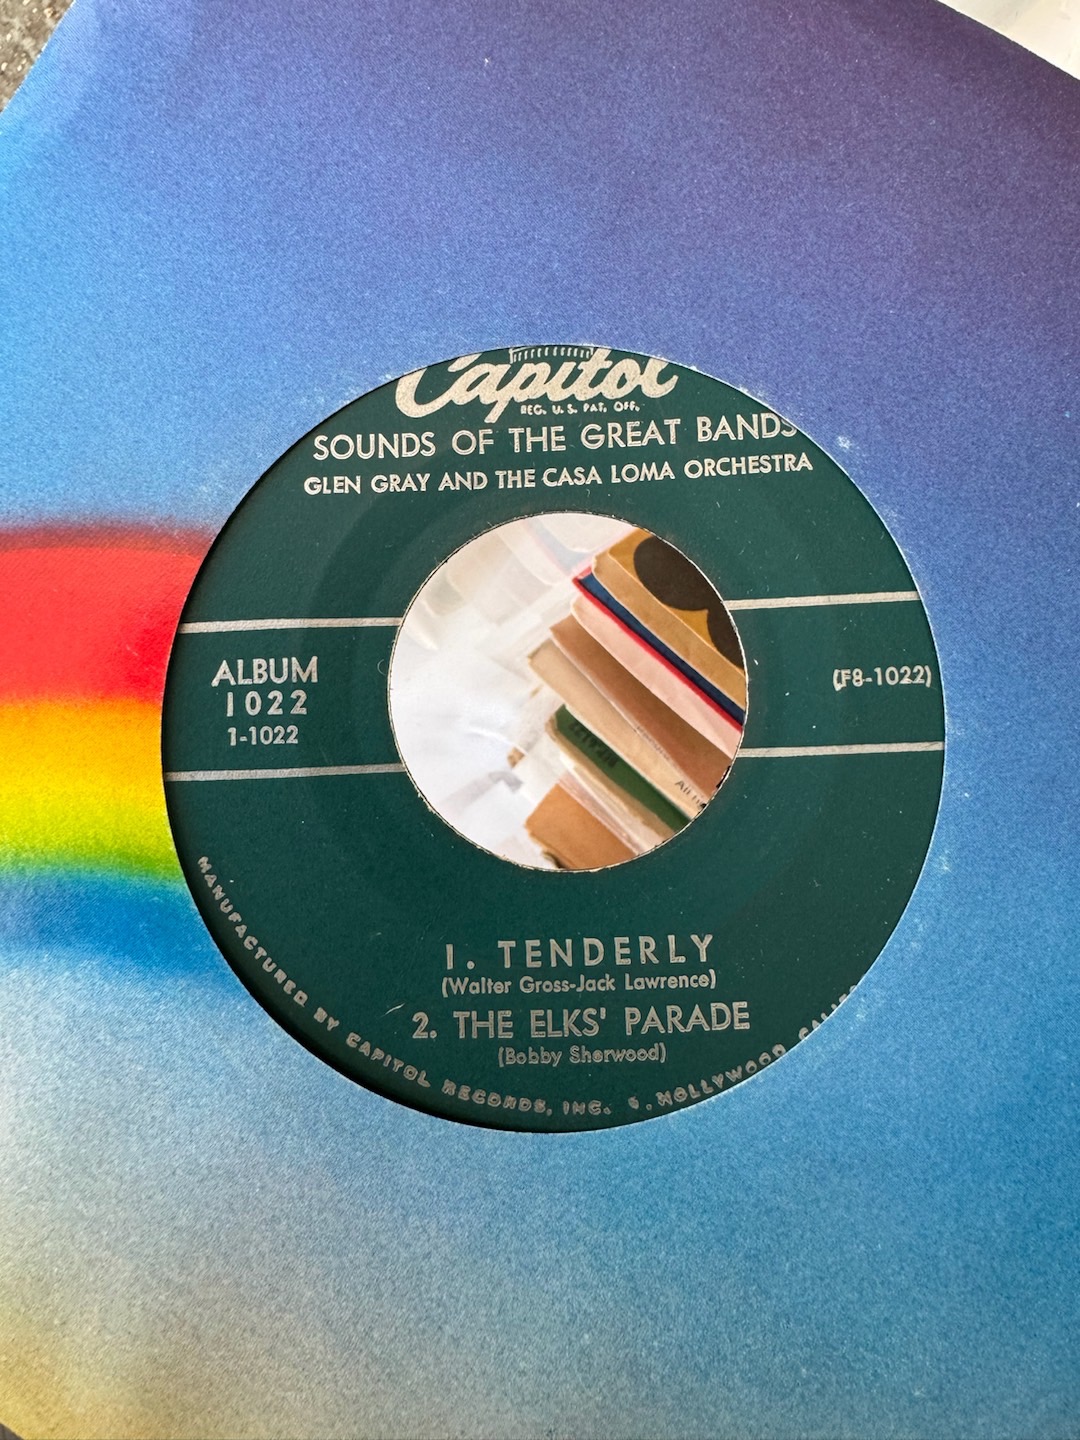 Capitol
REG. U. S. PAT. OFF.
SOUNDS OF THE GREAT BANDS
GLEN GRAY AND THE CASA LOMA ORCHESTRA
ALBUM
1022
1-1022
(F8-1022)
1. TENDERLY
(Walter Gross-Jack Lawrence)
2. THE ELKS' PARADE
(Bobby Sherwood)
MANUFACTURED BY CAPITOL RECORDS, INC. HOLLYWOOD